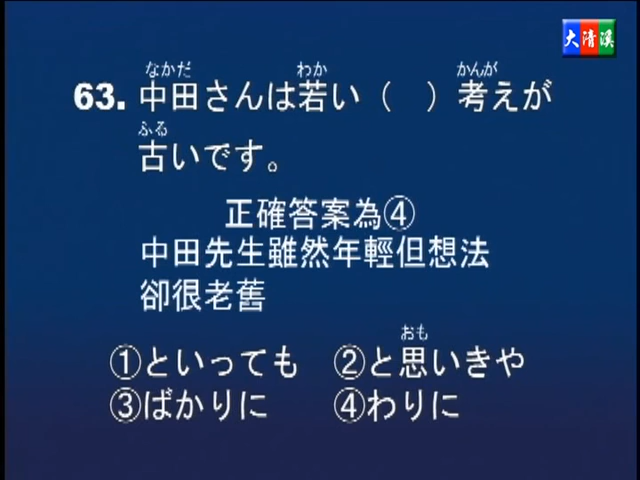 大清溪
なかだ わか かんが
63. 中田さんは若い（ ）考えが
ふる
古いです。
正確答案為④
中田先生雖然年輕但想法
卻很老舊
おも
①といっても ②と思いきや
③ばかりに ④わりに